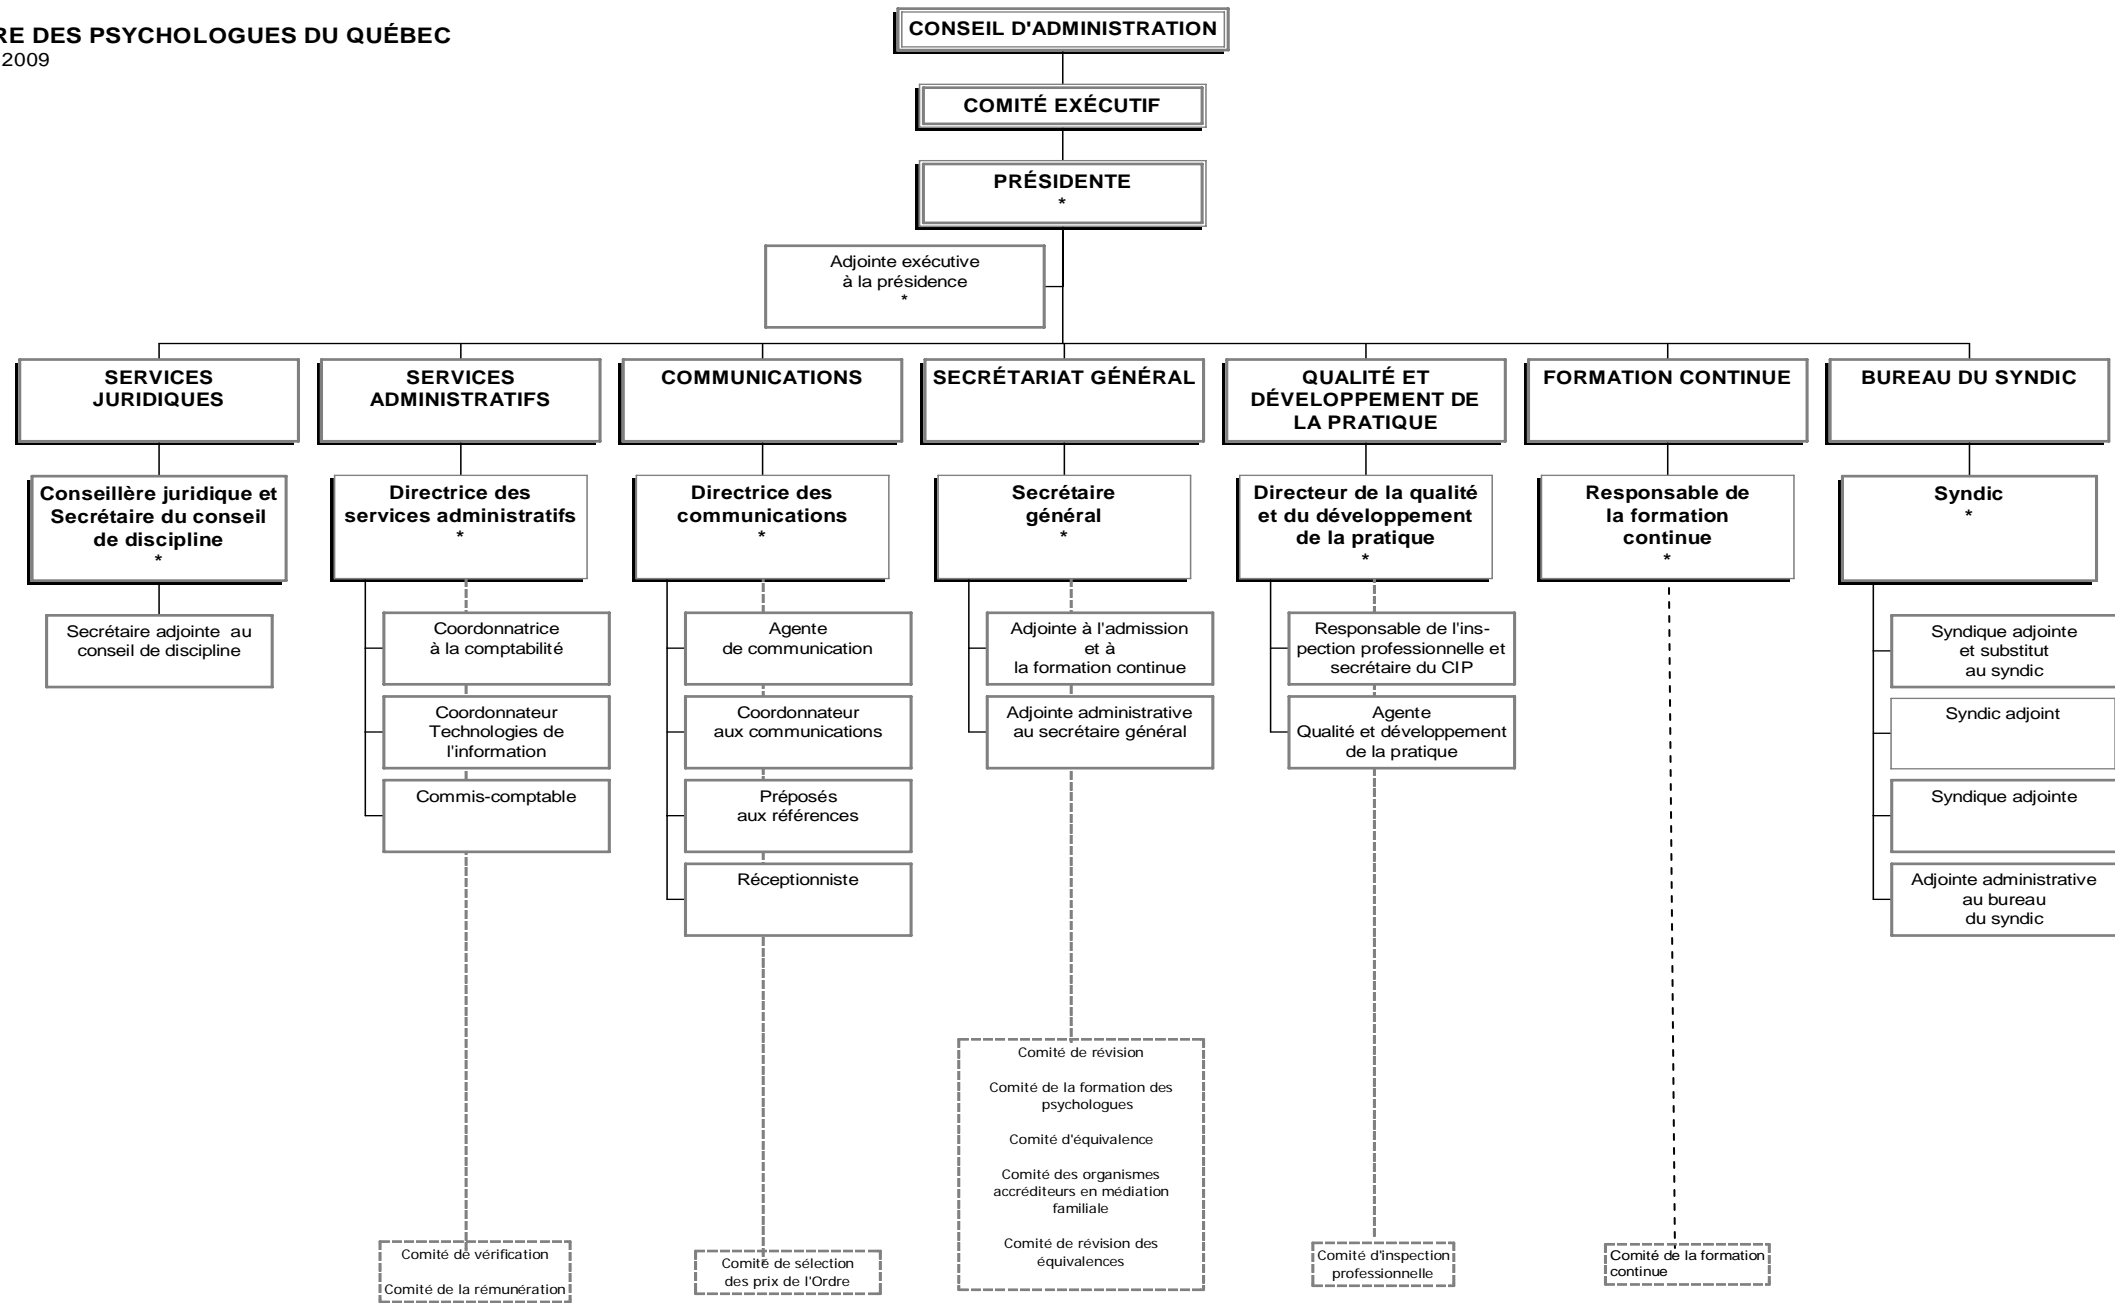 RE DES PSYCHOLOGUES DU QUÉBEC
2009
CONSEIL D'ADMINISTRATION
COMITÉ EXÉCUTIF
PRÉSIDENTE
*
Adjointe exécutive
à la présidence
*
SERVICES
JURIDIQUES
SERVICES
ADMINISTRATIFS
COMMUNICATIONS
SECRÉTARIAT GÉNÉRAL
QUALITÉ ET
DÉVELOPPEMENT DE
LA PRATIQUE
FORMATION CONTINUE
BUREAU DU SYNDIC
Conseillère juridique et
Secrétaire du conseil
de discipline
*
Directrice des
services administratifs
*
Directrice des
communications
*
Secrétaire
général
*
Directeur de la qualité
et du développement
de la pratique
*
Responsable de
la formation
continue
*
Syndic
*
Secrétaire adjointe au
conseil de discipline
Coordonnatrice
à la comptabilité
Coordonnateur
Technologies de
l'information
Commis-comptable
Agente
de communication
Coordonnateur
aux communications
Préposés
aux références
Réceptionniste
Adjointe à l'admission
et à
la formation continue
Adjointe administrative
au secrétaire général
Responsable de l'ins-
pection professionnelle et
secrétaire du CIP
Agente
Qualité et développement
de la pratique
Syndique adjointe
et substitut
au syndic
Syndic adjoint
Syndique adjointe
Adjointe administrative
au bureau
du syndic
Comité de vérification
Comité de la rémunération
Comité de sélection
des prix de l'Ordre
Comité de révision
Comité de la formation des
psychologues
Comité d'équivalence
Comité des organismes
accréditeurs en médiation
familiale
Comité de révision des
équivalences
Comité d'inspection
professionnelle
Comité de la formation
continue